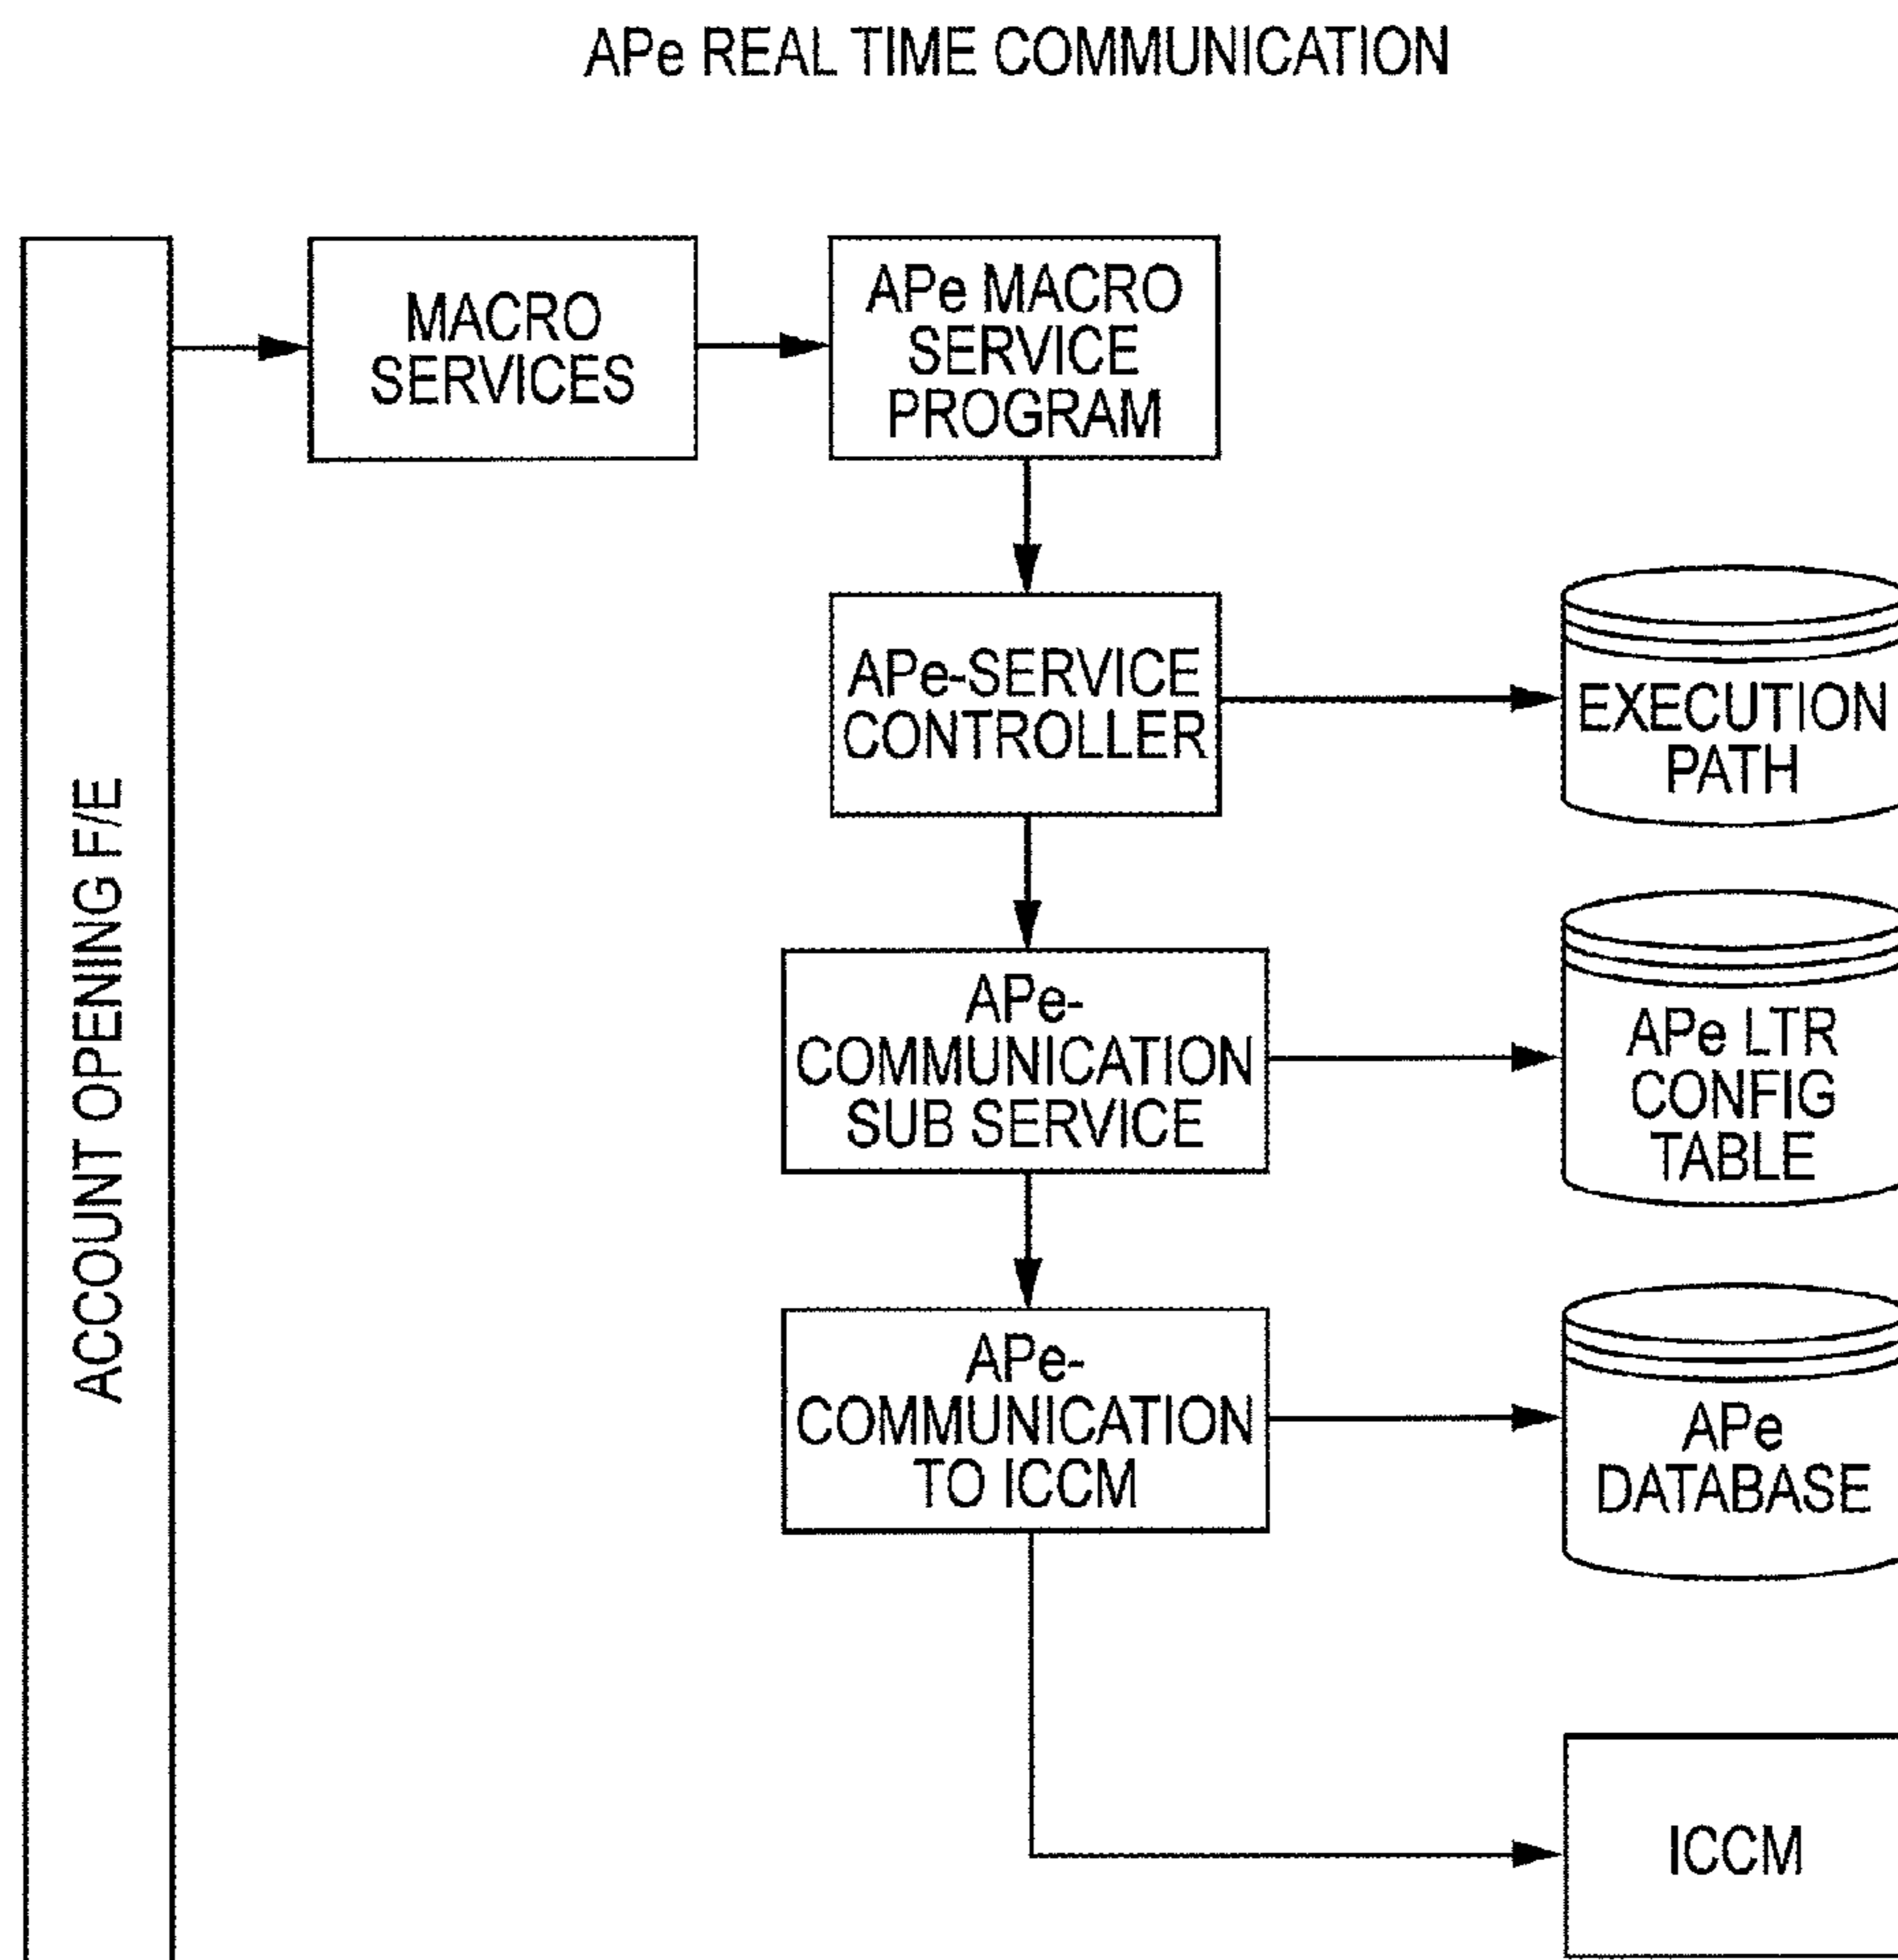 APe REAL TIME COMMUNICATION
ACCOUNT OPENING F/E
MACRO
SERVICES
APe MACRO
SERVICE
PROGRAM
APe-SERVICE
CONTROLLER
EXECUTION
PATH
APe-
COMMUNICATION
SUB SERVICE
APe LTR
CONFIG
TABLE
APe-
COMMUNICATION
TO ICCM
APe
DATABASE
ICCM